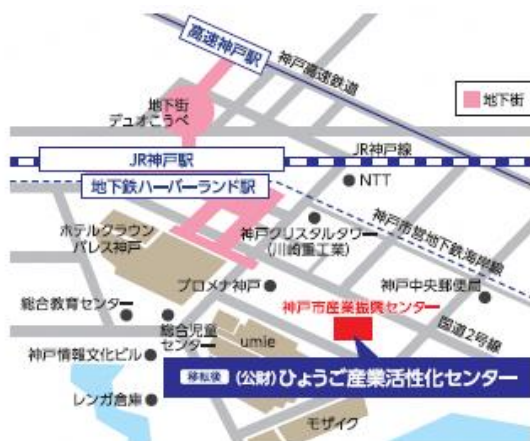 高速神戸駅
神戸高速鉄道
地下街
デュオこうべ
地下街
JR神戸線
JR神戸駅
地下鉄ハーバーランド駅
NTT
神戸市営地下鉄海岸線
ホテルクラウン
パレス神戸
神戸クリスタルタワー
(川崎重工業)
プロメナ神戸
神戸中央郵便局
神戸市産業振興センター
国道2号線
総合教育センター
総合児童
センター
umie
神戸情報文化ビル
移転後 (公財)ひょうご産業活性化センター
レンガ倉庫
モザイク